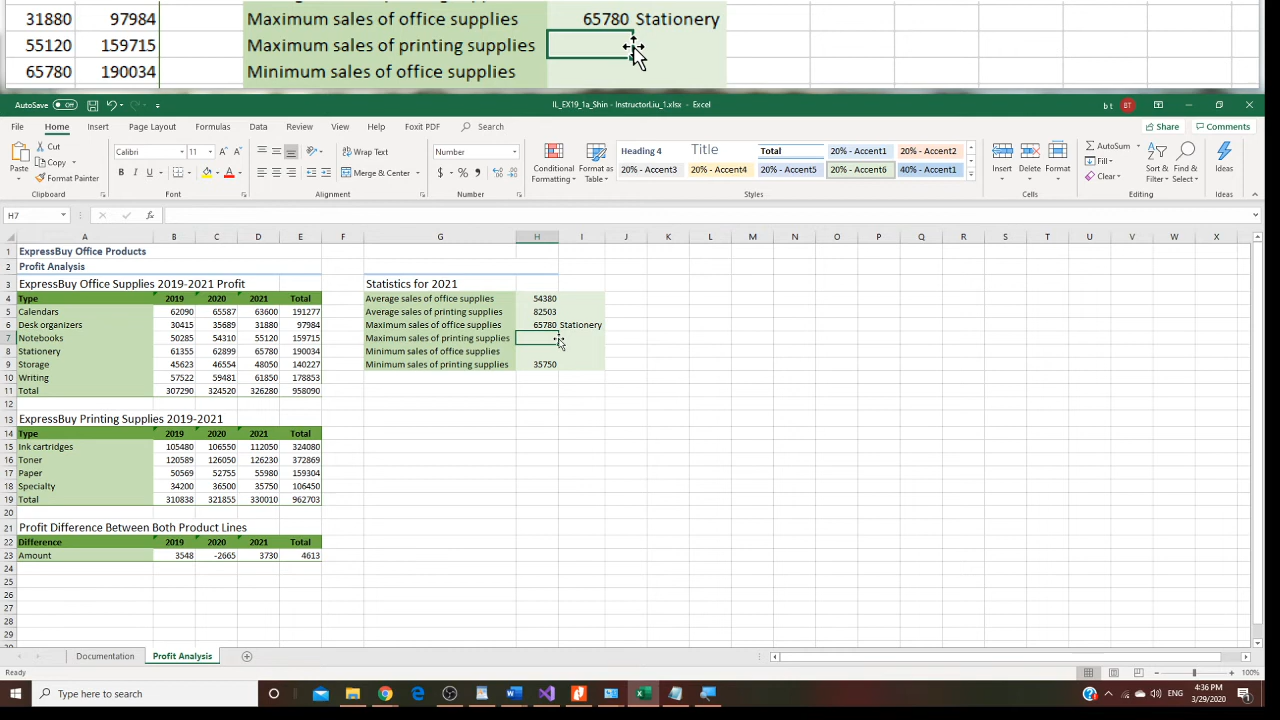 31880 97984 Maximum sales of office supplies 65780 Stationery
55120 159715 Maximum sales of printing supplies
65780 190034 Minimum sales of office supplies
AutoSave Off IL_EX19_1a_Shin - InstructorLiu_1.xlsx - Excel b t BT
File Home Insert Page Layout Formulas Data Review View Help Foxit PDF Search Share Comments
Paste Cut Copy Format Painter Clipboard
Calibri 11 A A B I U A Font
Wrap Text Merge & Center Alignment
Number $ % , Number
Conditional Formatting Format as Table
Heading 4 Title Total 20% - Accent1 20% - Accent2
20% - Accent3 20% - Accent4 20% - Accent5 20% - Accent6 40% - Accent1
Styles
Insert Delete Format Cells
AutoSum Fill Clear Sort & Filter Find & Select Editing
Ideas Ideas
H7 fx
A B C D E F G H I J K L M N O P Q R S T U V W X
1 ExpressBuy Office Products
2 Profit Analysis
3 ExpressBuy Office Supplies 2019-2021 Profit Statistics for 2021
4 Type 2019 2020 2021 Total Average sales of office supplies 54380
5 Calendars 62090 65587 63600 191277 Average sales of printing supplies 82503
6 Desk organizers 30415 35689 31880 97984 Maximum sales of office supplies 65780 Stationery
7 Notebooks 50285 54310 55120 159715 Maximum sales of printing supplies
8 Stationery 61355 62899 65780 190034 Minimum sales of office supplies
9 Storage 45623 46554 48050 140227 Minimum sales of printing supplies 35750
10 Writing 57522 59481 61850 178853
11 Total 307290 324520 326280 958090
12
13 ExpressBuy Printing Supplies 2019-2021
14 Type 2019 2020 2021 Total
15 Ink cartridges 105480 106550 112050 324080
16 Toner 120589 126050 126230 372869
17 Paper 50569 52755 55980 159304
18 Specialty 34200 36500 35750 106450
19 Total 310838 321855 330010 962703
20
21 Profit Difference Between Both Product Lines
22 Difference 2019 2020 2021 Total
23 Amount 3548 -2665 3730 4613
24
25
26
27
28
29
Documentation Profit Analysis
Ready 100%
Type here to search ENG 4:36 PM
3/29/2020